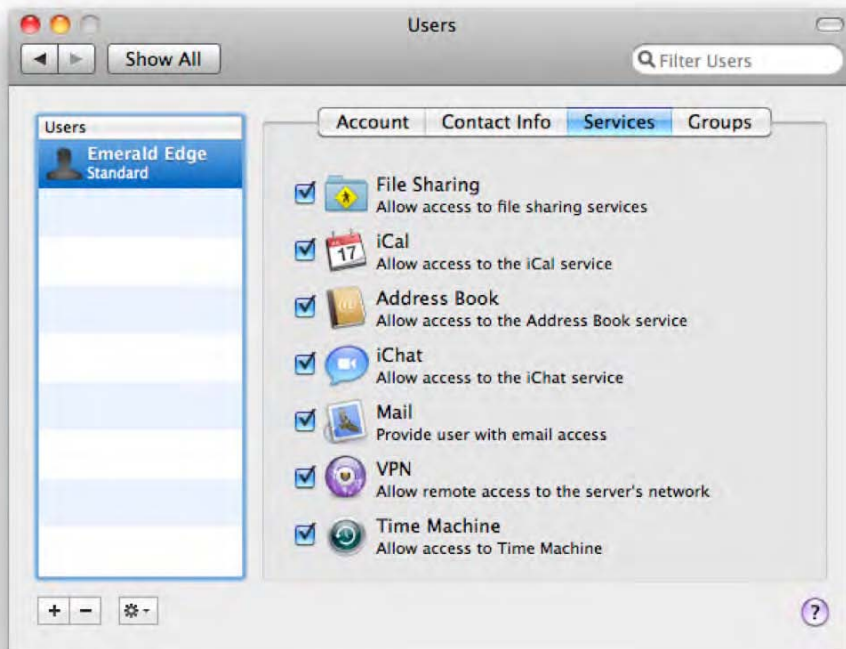 Users
Show All
Filter Users
Users
Emerald Edge
Standard
Account Contact Info Services Groups
File Sharing
Allow access to file sharing services
17
iCal
Allow access to the iCal service
Address Book
Allow access to the Address Book service
iChat
Allow access to the iChat service
Mail
Provide user with email access
VPN
Allow remote access to the server's network
Time Machine
Allow access to Time Machine
+ -
?